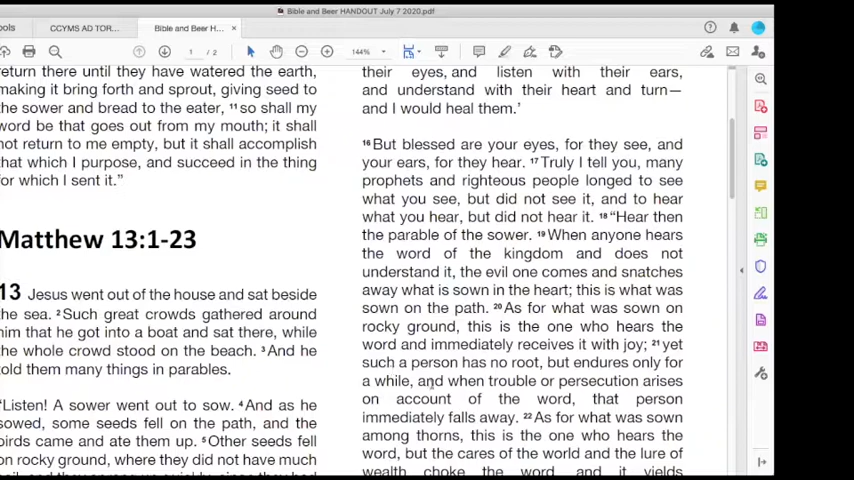 Bible and Beer HANDOUT July 7 2020.pdf
ools
CCYMS AD TOR...
Bible and Beer H... ×
1 / 2
144%
return there until they have watered the earth,
making it bring forth and sprout, giving seed to
the sower and bread to the eater, ¹¹ so shall my
word be that goes out from my mouth; it shall
not return to me empty, but it shall accomplish
that which I purpose, and succeed in the thing
for which I sent it.”
Matthew 13:1-23
13 Jesus went out of the house and sat beside
the sea. ² Such great crowds gathered around
him that he got into a boat and sat there, while
the whole crowd stood on the beach. ³ And he
told them many things in parables.
“Listen! A sower went out to sow. ⁴ And as he
sowed, some seeds fell on the path, and the
birds came and ate them up. ⁵ Other seeds fell
on rocky ground, where they did not have much
their eyes, and listen with their ears,
and understand with their heart and turn—
and I would heal them.’
¹⁶ But blessed are your eyes, for they see, and
your ears, for they hear. ¹⁷ Truly I tell you, many
prophets and righteous people longed to see
what you see, but did not see it, and to hear
what you hear, but did not hear it. ¹⁸ “Hear then
the parable of the sower. ¹⁹ When anyone hears
the word of the kingdom and does not
understand it, the evil one comes and snatches
away what is sown in the heart; this is what was
sown on the path. ²⁰ As for what was sown on
rocky ground, this is the one who hears the
word and immediately receives it with joy; ²¹ yet
such a person has no root, but endures only for
a while, and when trouble or persecution arises
on account of the word, that person
immediately falls away. ²² As for what was sown
among thorns, this is the one who hears the
word, but the cares of the world and the lure of
wealth choke the word, and it yields